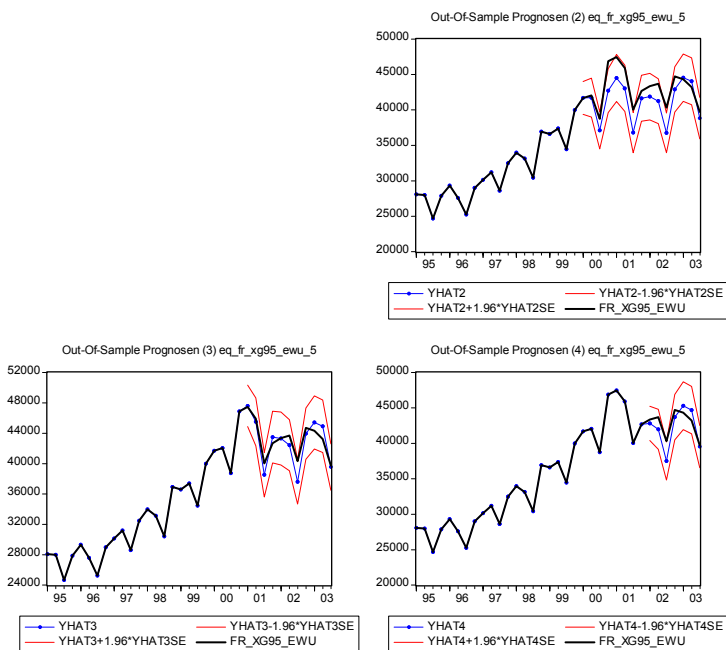 Out-Of-Sample Prognosen (2) eq_fr_xg95_ewu_5
50000
45000
40000
35000
30000
25000
20000
95 96 97 98 99 00 01 02 03
YHAT2 YHAT2-1.96*YHAT2SE
YHAT2+1.96*YHAT2SE FR_XG95_EWU
Out-Of-Sample Prognosen (3) eq_fr_xg95_ewu_5
52000
48000
44000
40000
36000
32000
28000
24000
95 96 97 98 99 00 01 02 03
YHAT3 YHAT3-1.96*YHAT3SE
YHAT3+1.96*YHAT3SE FR_XG95_EWU
Out-Of-Sample Prognosen (4) eq_fr_xg95_ewu_5
50000
45000
40000
35000
30000
25000
20000
95 96 97 98 99 00 01 02 03
YHAT4 YHAT4-1.96*YHAT4SE
YHAT4+1.96*YHAT4SE FR_XG95_EWU